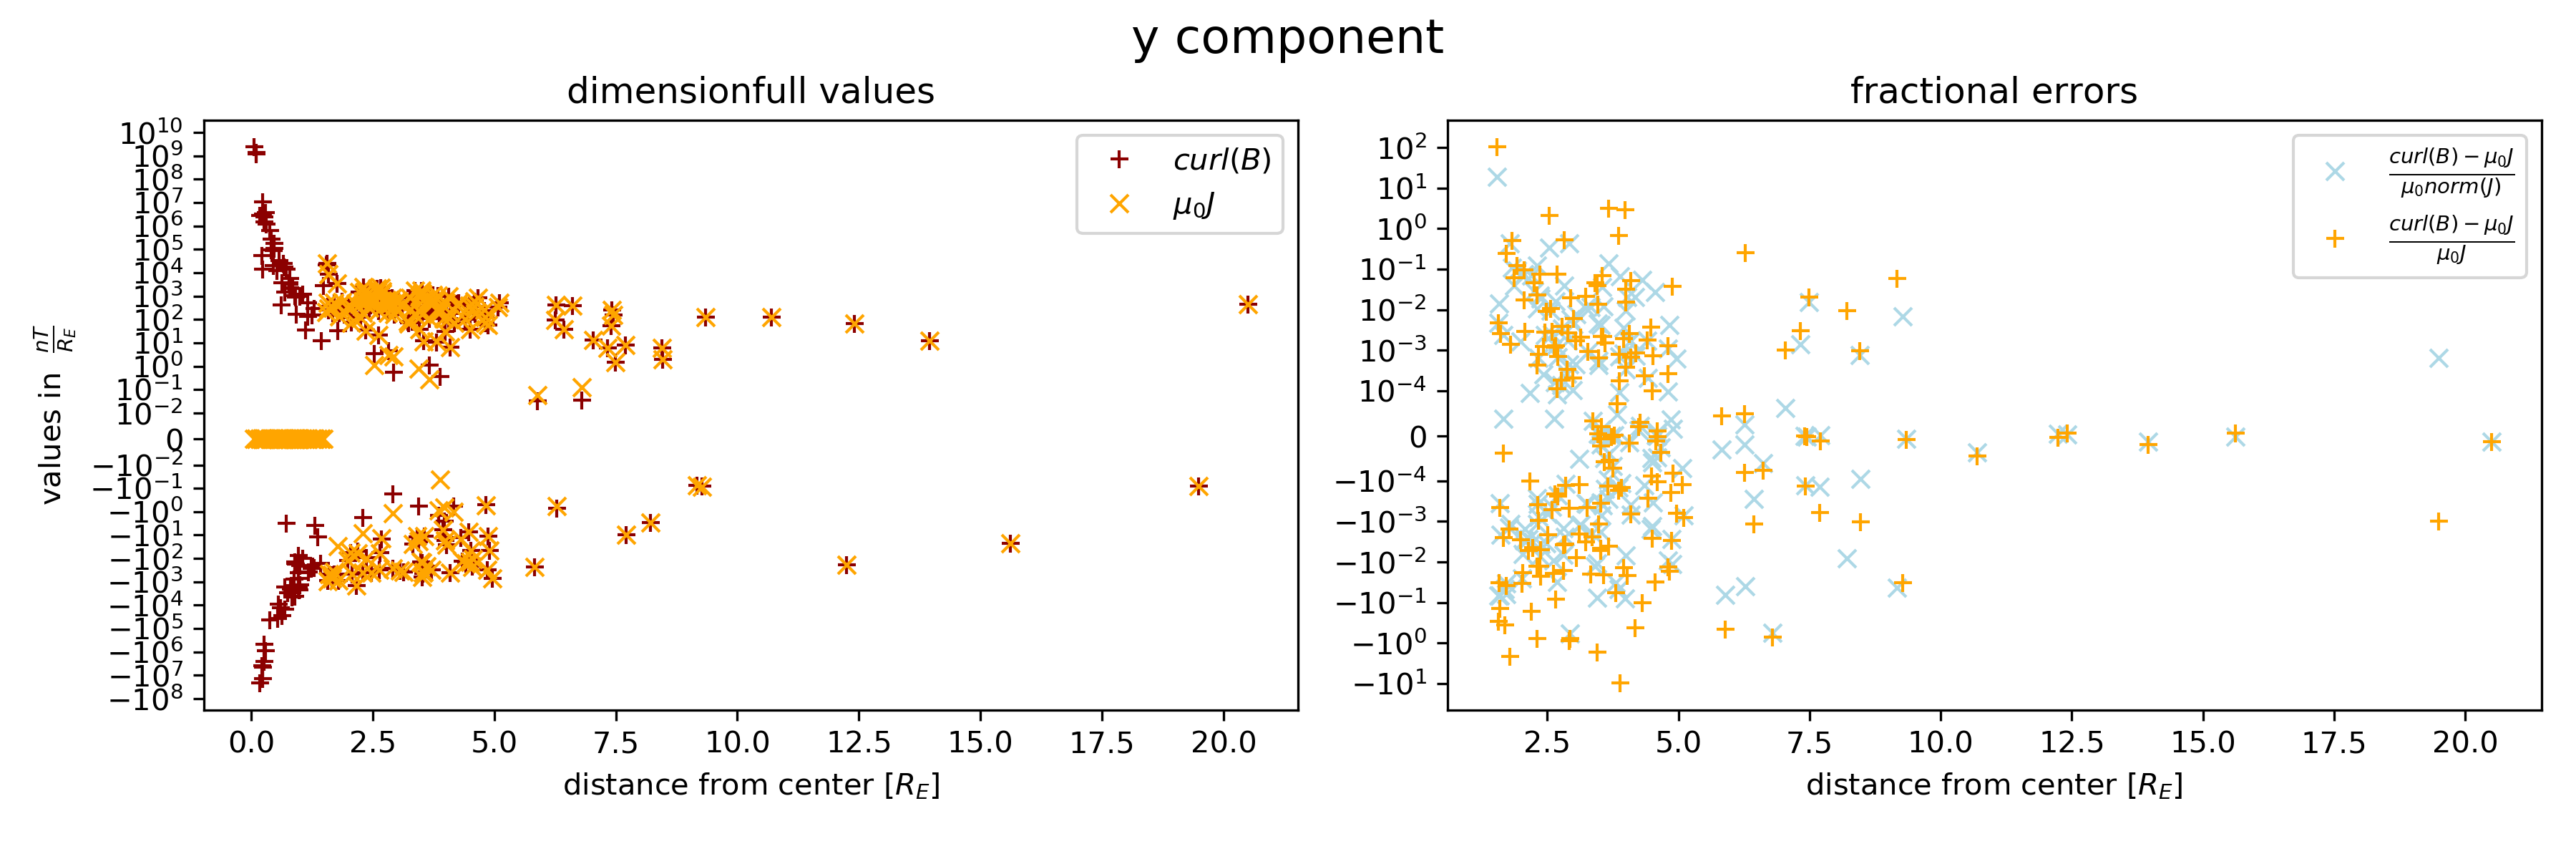 y component
dimensionfull values
values in nT/R_E
10^10
10^9
10^8
10^7
10^6
10^5
10^4
10^3
10^2
10^1
10^0
10^-1
10^-2
0
−10^-2
−10^-1
−10^0
−10^1
−10^2
−10^3
−10^4
−10^5
−10^6
−10^7
−10^8
curl(B)
μ_0J
0.0 2.5 5.0 7.5 10.0 12.5 15.0 17.5 20.0
distance from center [R_E]
fractional errors
10^2
10^1
10^0
10^-1
10^-2
10^-3
10^-4
0
−10^-4
−10^-3
−10^-2
−10^-1
−10^0
−10^1
curl(B) − μ_0J
μ_0norm(J)
curl(B) − μ_0J
μ_0J
2.5 5.0 7.5 10.0 12.5 15.0 17.5 20.0
distance from center [R_E]